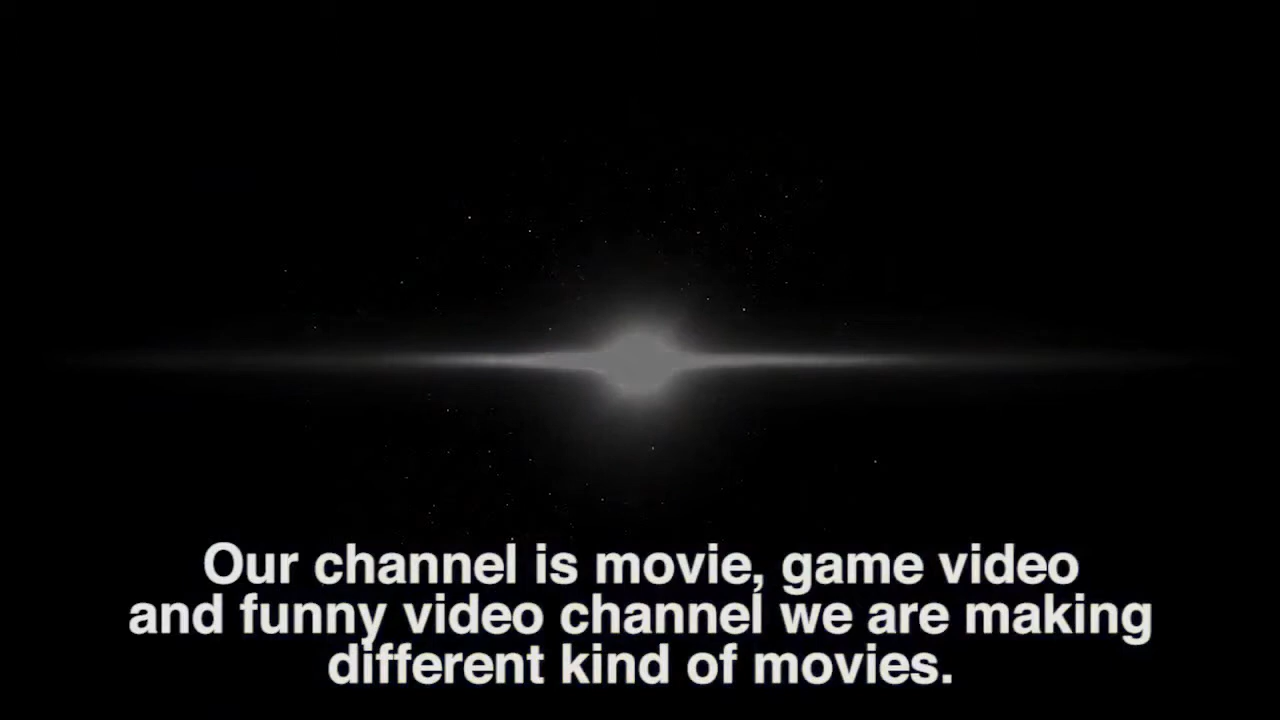 Our channel is movie, game video
and funny video channel we are making
different kind of movies.